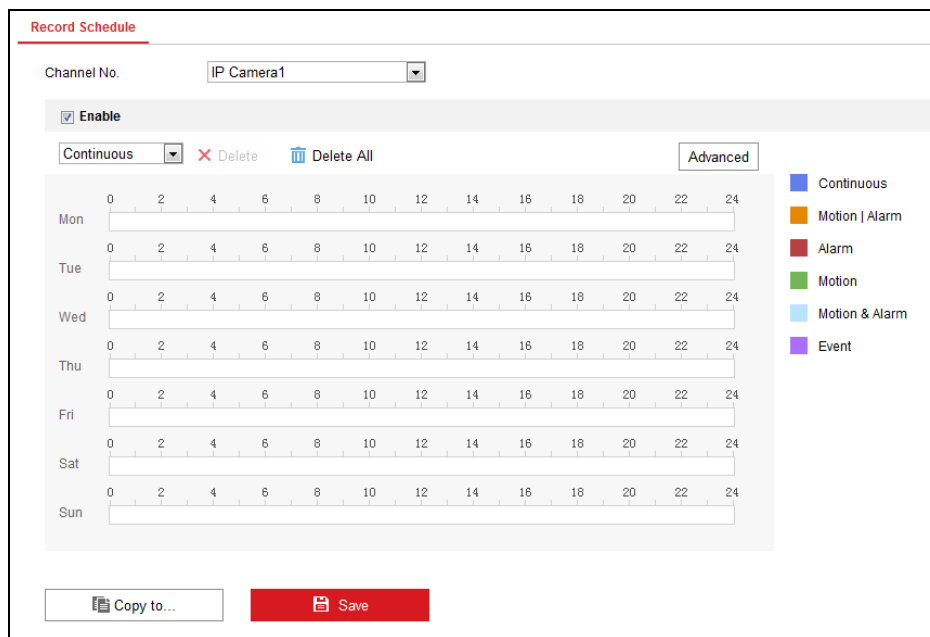 Record Schedule
Channel No. IP Camera1
Enable
Continuous Delete Delete All Advanced
0 2 4 6 8 10 12 14 16 18 20 22 24
Mon
0 2 4 6 8 10 12 14 16 18 20 22 24
Tue
0 2 4 6 8 10 12 14 16 18 20 22 24
Wed
0 2 4 6 8 10 12 14 16 18 20 22 24
Thu
0 2 4 6 8 10 12 14 16 18 20 22 24
Fri
0 2 4 6 8 10 12 14 16 18 20 22 24
Sat
0 2 4 6 8 10 12 14 16 18 20 22 24
Sun
Continuous
Motion | Alarm
Alarm
Motion
Motion & Alarm
Event
Copy to... Save